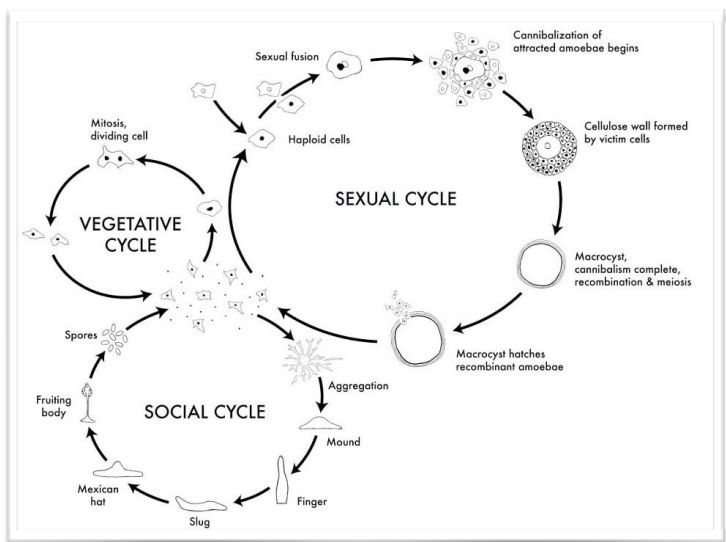 Cannibalization of
attracted amoebae begins
Sexual fusion
Mitosis,
dividing cell
Haploid cells
Cellulose wall formed
by victim cells
SEXUAL CYCLE
VEGETATIVE
CYCLE
Macrocyst,
cannibalism complete,
recombination & meiosis
Spores
Macrocyst hatches
recombinant amoebae
Aggregation
Fruiting
body
SOCIAL CYCLE
Mound
Mexican
hat
Finger
Slug